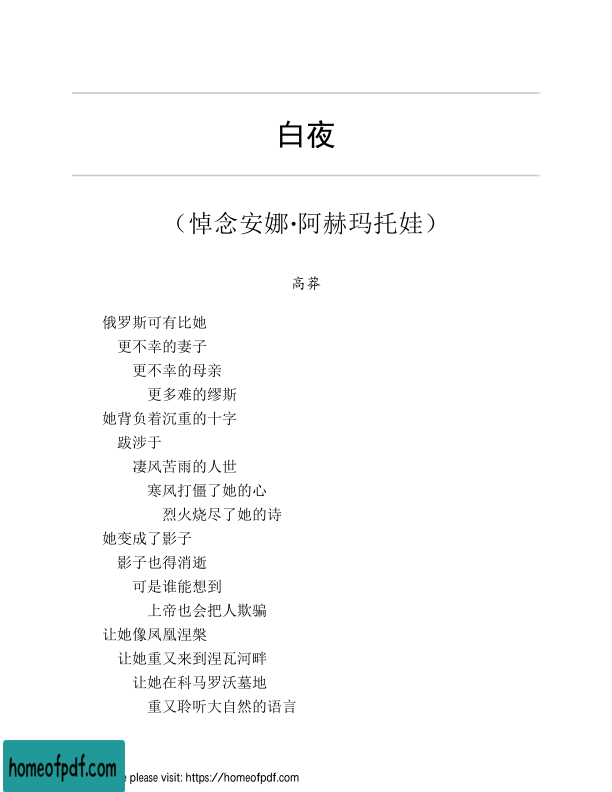 白夜
（悼念安娜·阿赫玛托娃）
高莽
俄罗斯可有比她
更不幸的妻子
更不幸的母亲
更多难的缪斯
她背负着沉重的十字
跋涉于
凄风苦雨的人世
寒风打僵了她的心
烈火烧尽了她的诗
她变成了影子
影子也得消逝
可是谁能想到
上帝也会把人欺骗
让她像凤凰涅槃
让她重又来到涅瓦河畔
让她在科马罗沃墓地
重又聆听大自然的语言
homeofpdf.com
please visit: https://homeofpdf.com